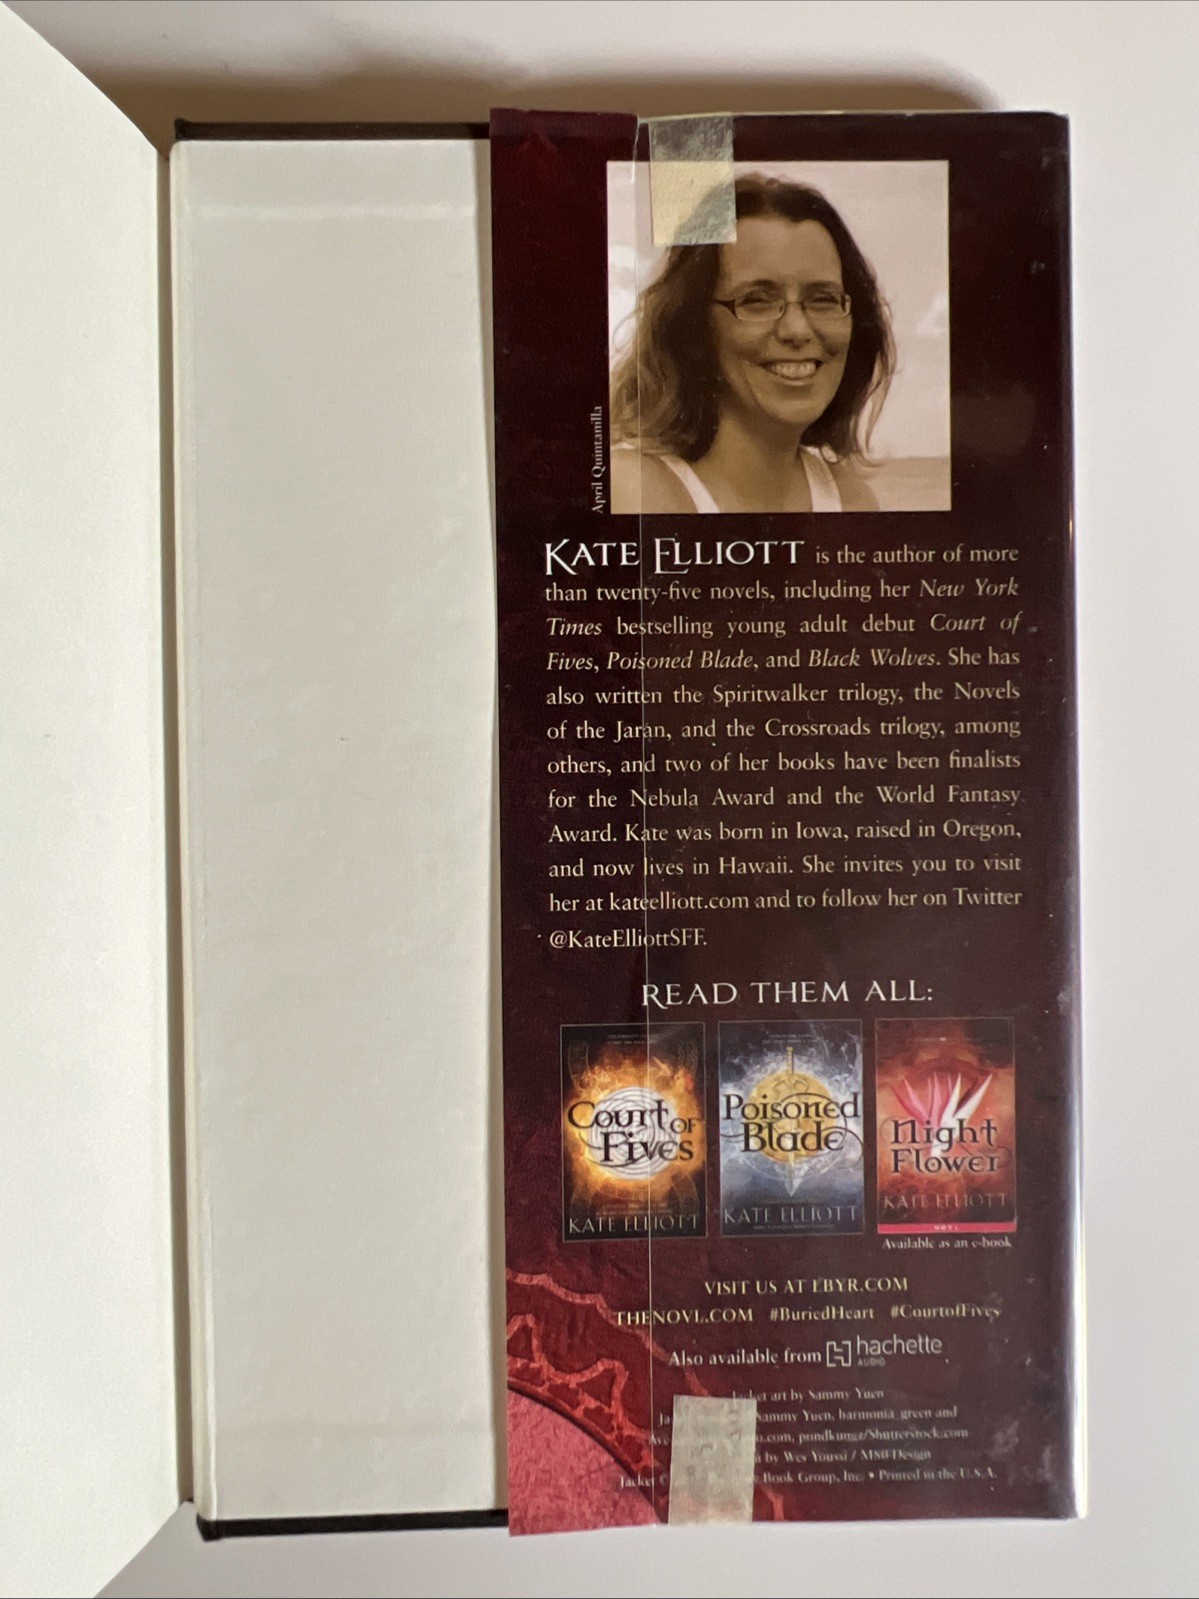 April Quintanilla
KATE ELLIOTT is the author of more
than twenty-five novels, including her New York
Times bestselling young adult debut Court of
Fives, Poisoned Blade, and Black Wolves. She has
also written the Spiritwalker trilogy, the Novels
of the Jaran, and the Crossroads trilogy, among
others, and two of her books have been finalists
for the Nebula Award and the World Fantasy
Award. Kate was born in Iowa, raised in Oregon,
and now lives in Hawaii. She invites you to visit
her at kateelliott.com and to follow her on Twitter
@KateElliottSFF.
READ THEM ALL:
Court OF
Fives
KATE ELLIOTT
Poisoned
Blade
KATE ELLIOTT
Night
Flower
KATE ELLIOTT
NOVL
Available as an e-book
VISIT US AT LBYR.COM
THENOVL.COM #BuriedHeart #CourtofFives
Also available from hachette
AUDIO
Jacket art by Sammy Yuen
Sammy Yuen, harmonia_green and
pondkungz/Shutterstock.com
by Wes Youssi / M80 Design
Jacket © Book Group, Inc. • Printed in the U.S.A.